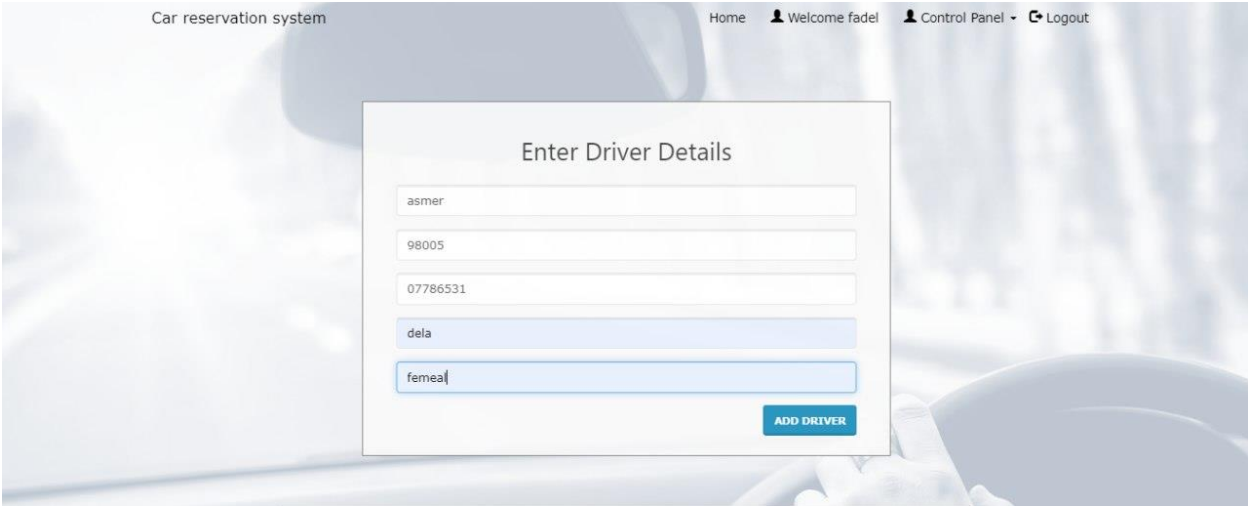 Car reservation system Home Welcome fadel Control Panel Logout
Enter Driver Details
asmer
98005
07786531
dela
femeal
ADD DRIVER